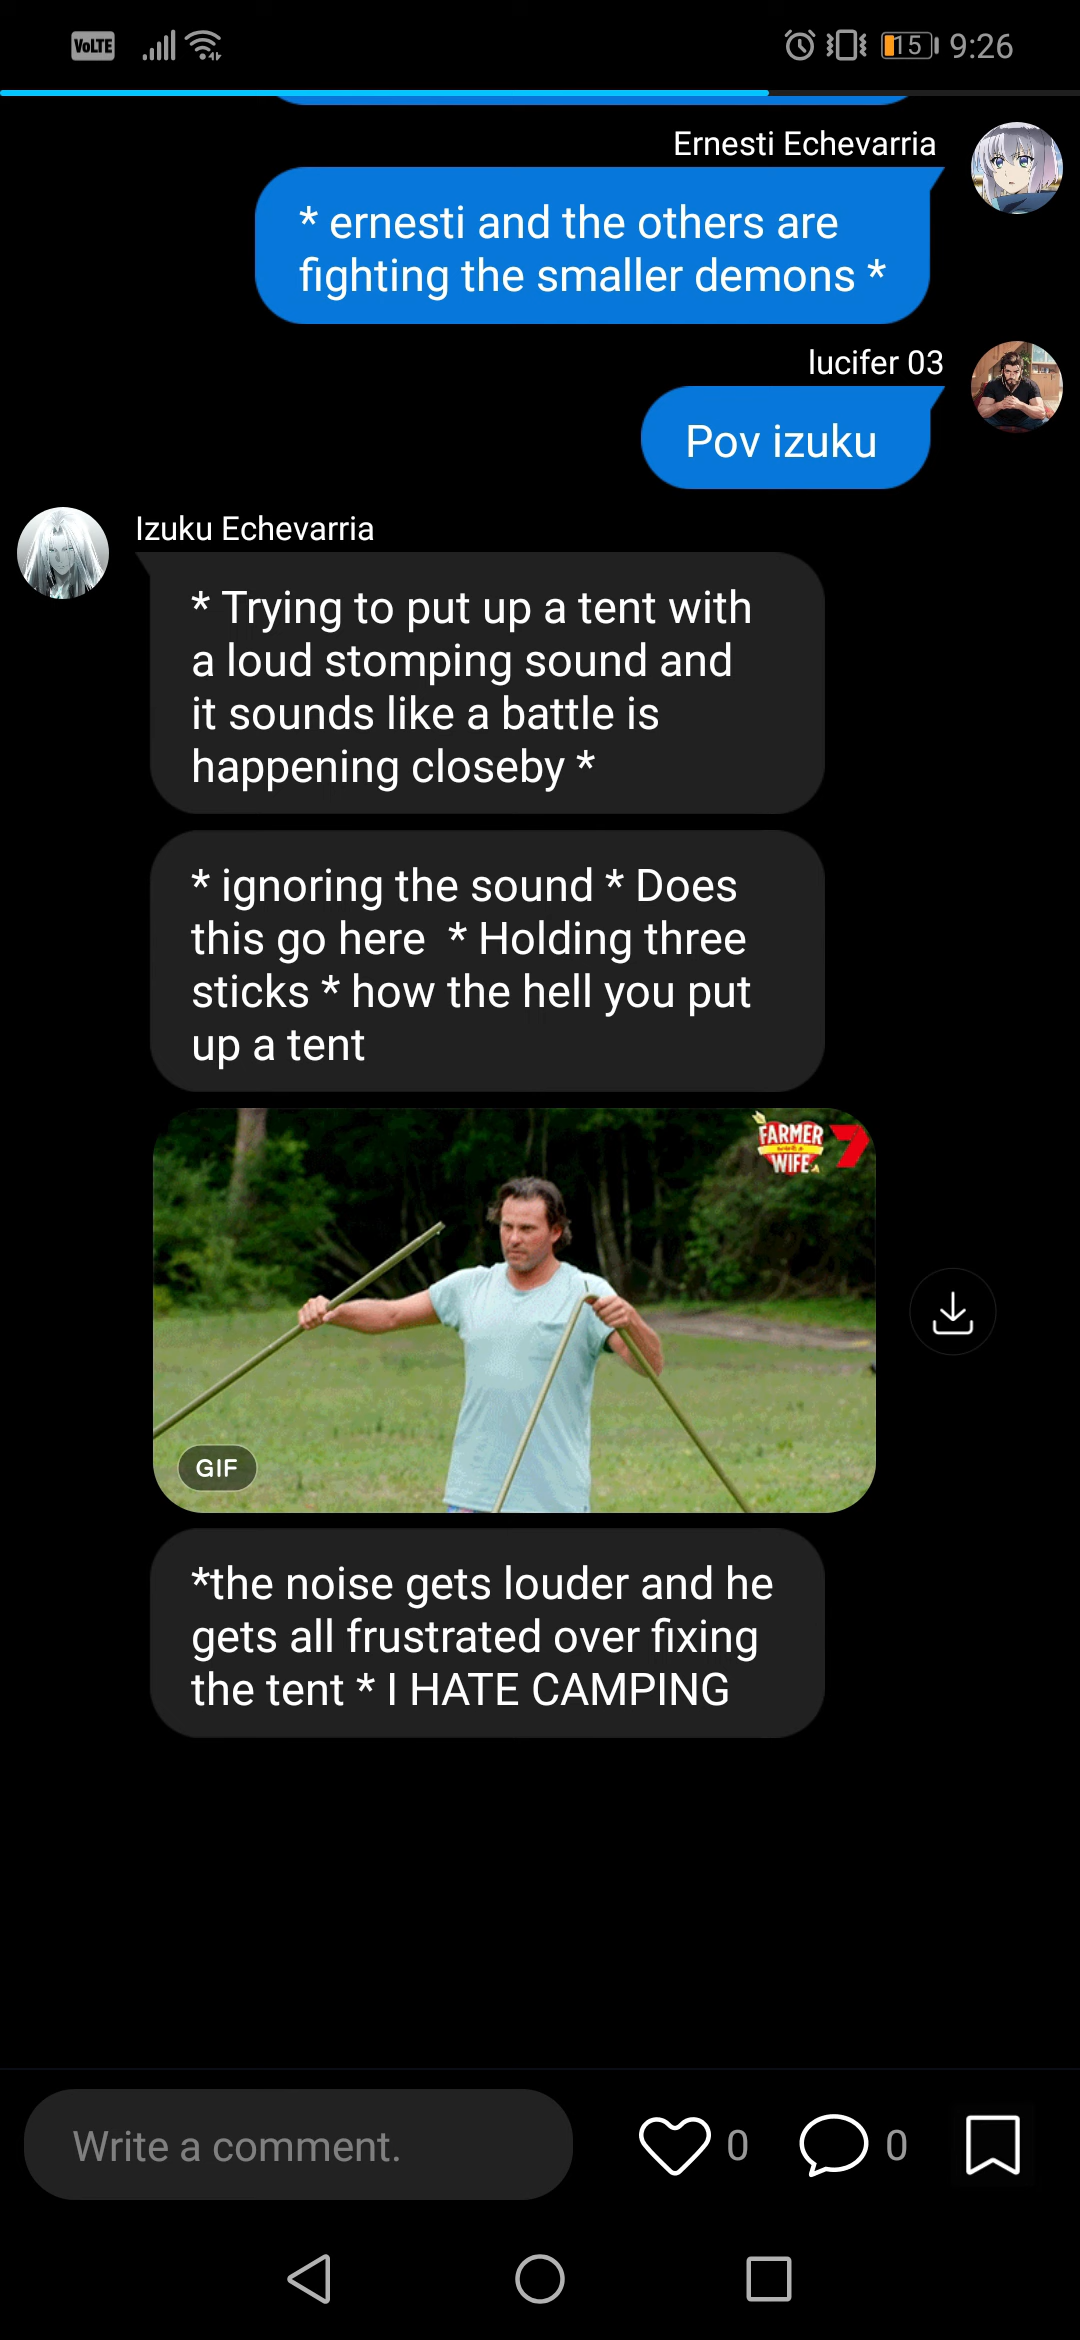 VoLTE
15 9:26
Ernesti Echevarria
* ernesti and the others are
fighting the smaller demons *
lucifer 03
Pov izuku
Izuku Echevarria
* Trying to put up a tent with
a loud stomping sound and
it sounds like a battle is
happening closeby *
* ignoring the sound * Does
this go here  * Holding three
sticks * how the hell you put
up a tent
FARMER
WIFE
7
GIF
*the noise gets louder and he
gets all frustrated over fixing
the tent * I HATE CAMPING
Write a comment.
0
0